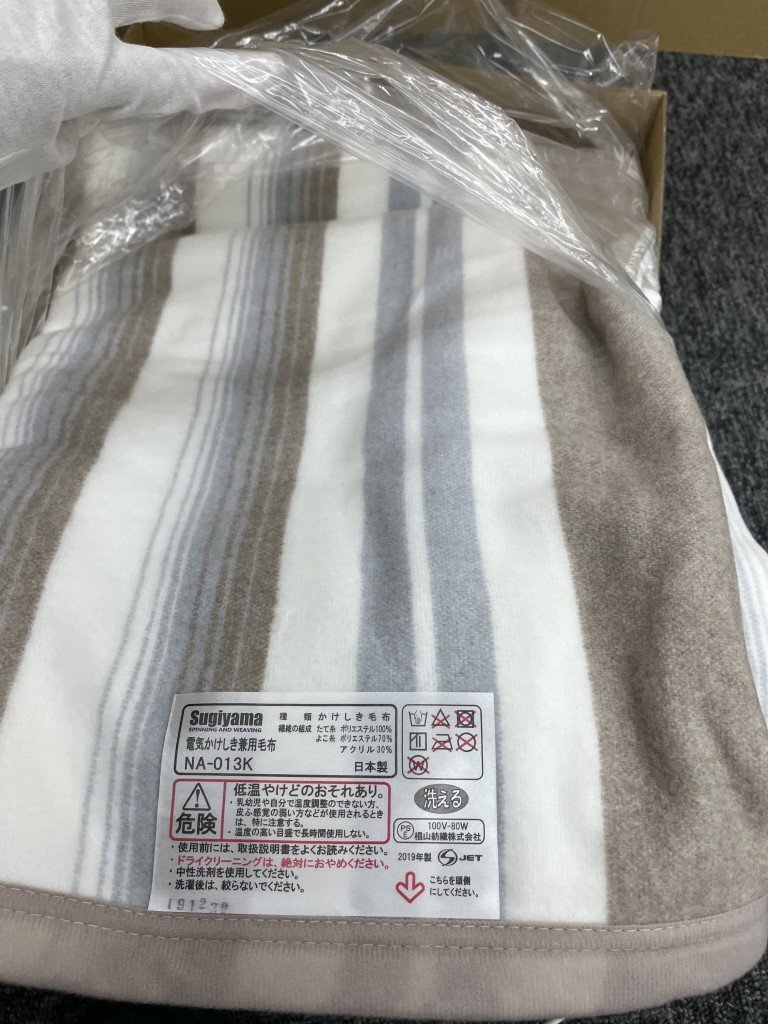 Sugiyama
SPINNING AND WEAVING
種 類 かけしき毛布
繊維の組成 たて糸 ポリエステル100%
よこ糸 ポリエステル70%
アクリル30%
電気かけしき兼用毛布
NA-013K
日本製
危険
低温やけどのおそれあり。
・乳幼児や自分で温度調整のできない方、
皮ふ感覚の弱い方などが使用されるとき
は、特に注意する。
・温度の高い目盛で長時間使用しない。
洗える
PS
E
100V-80W
椙山紡織株式会社
2019年製
JET
・使用前には、取扱説明書をよくお読みください。
・ドライクリーニングは、絶対におやめください。
・中性洗剤を使用してください。
・洗濯後は、絞らないでください。
こちらを頭側
にしてください。